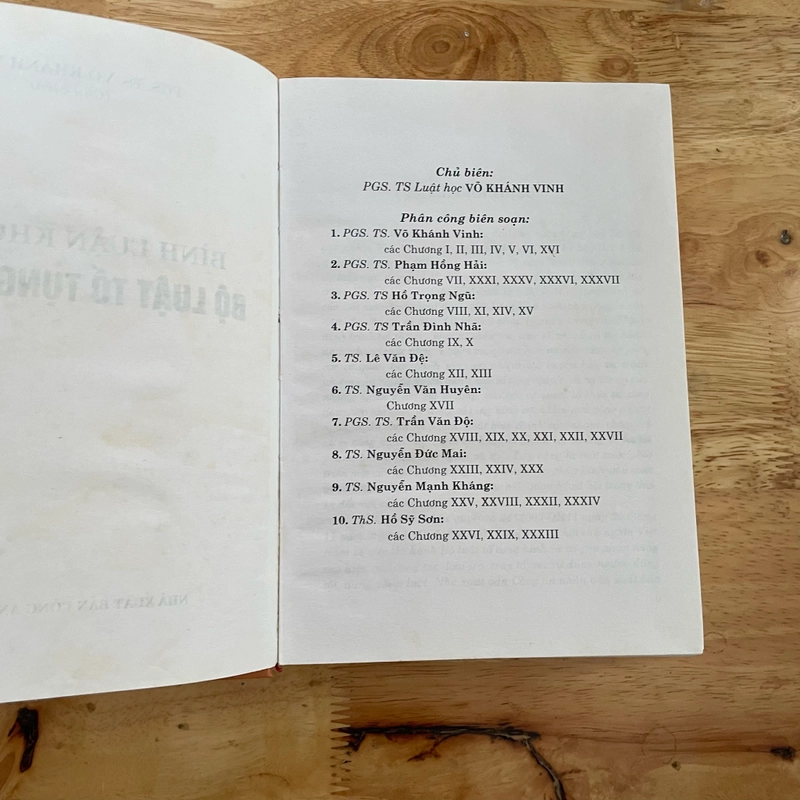 Chủ biên:
PGS. TS Luật học VÕ KHÁNH VINH
Phân công biên soạn:
1. PGS. TS. Võ Khánh Vinh:
các Chương I, II, III, IV, V, VI, XVI
2. PGS. TS. Phạm Hồng Hải:
các Chương VII, XXXI, XXXV, XXXVI, XXXVII
3. PGS. TS Hồ Trọng Ngũ:
các Chương VIII, XI, XIV, XV
4. PGS. TS Trần Đình Nhã:
các Chương IX, X
5. TS. Lê Văn Đệ:
các Chương XII, XIII
6. TS. Nguyễn Văn Huyên:
Chương XVII
7. PGS. TS. Trần Văn Độ:
các Chương XVIII, XIX, XX, XXI, XXII, XXVII
8. TS. Nguyễn Đức Mai:
các Chương XXIII, XXIV, XXX
9. TS. Nguyễn Mạnh Kháng:
các Chương XXV, XXVIII, XXXII, XXXIV
10. ThS. Hồ Sỹ Sơn:
các Chương XXVI, XXIX, XXXIII